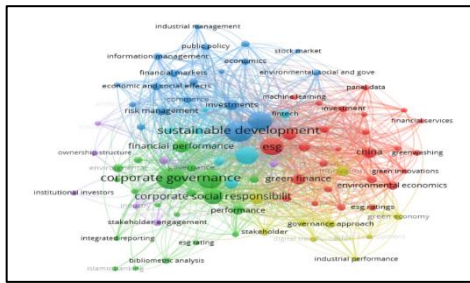 industrial management
public policy
stock market
information management
economics
financial markets
environmental, social and gove
economic and social effects
commerce
machine learning
panel data
investments
investment
risk management
fintech
financial services
sustainable development
ownership structure
financial performance
esg
china
greenwashing
green innovations
institutional investors
corporate governance
green finance
environmental economics
corporate social responsibilit
esg ratings
stakeholder engagement
performance
green economy
governance approach
integrated reporting
stakeholder
esg rating
industrial performance
bibliometric analysis
islamic banking